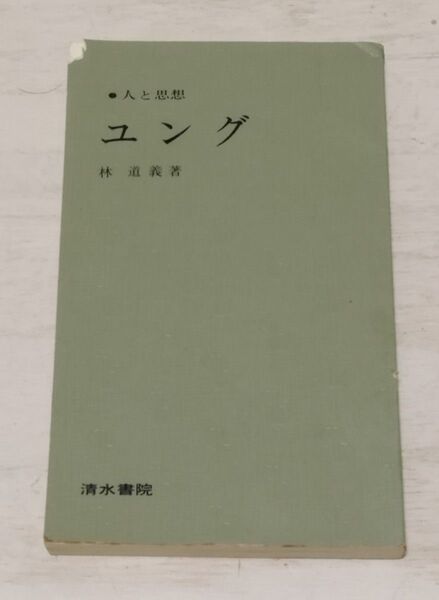 ●人と思想
ユング
林道義著
清水書院